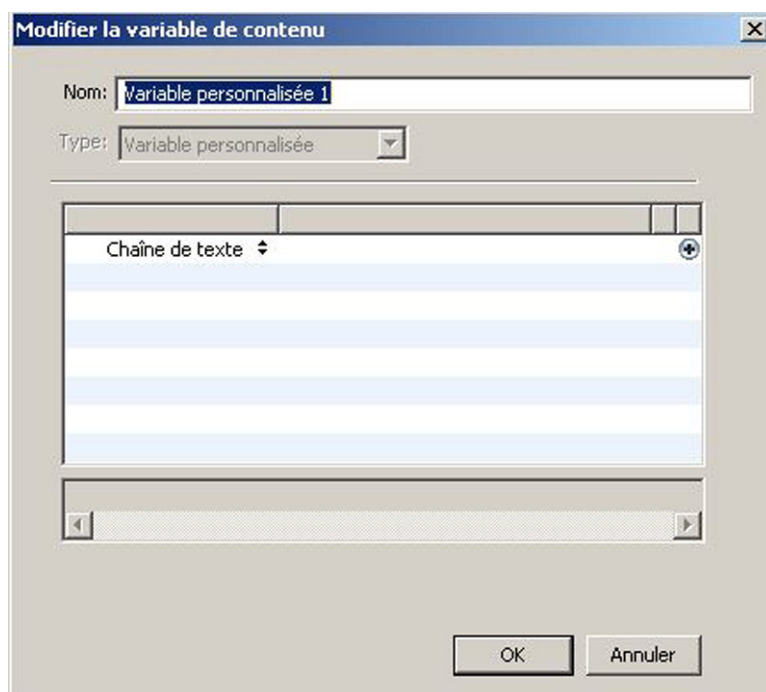 Modifier la variable de contenu
Nom: Variable personnalisée 1
Type: Variable personnalisée
Chaîne de texte
OK Annuler